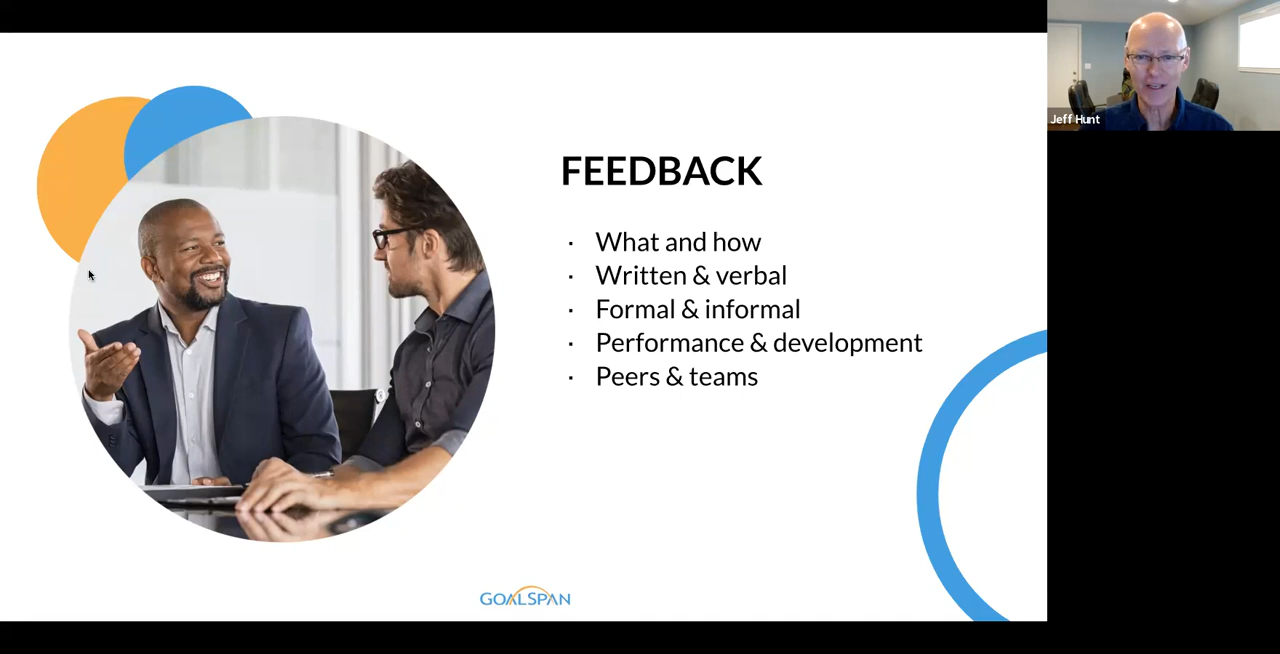 FEEDBACK
· What and how
· Written & verbal
· Formal & informal
· Performance & development
· Peers & teams
GOALSPAN
Jeff Hunt